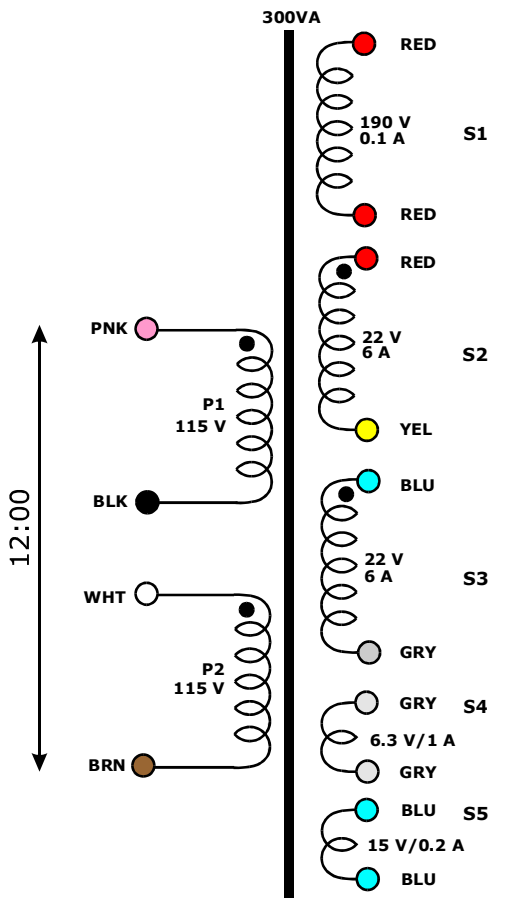 300VA
RED
190 V
0.1 A
S1
RED
RED
22 V
6 A
S2
YEL
PNK
P1
115 V
BLK
12:00
WHT
P2
115 V
BRN
BLU
22 V
6 A
S3
GRY
GRY
S4
6.3 V/1 A
GRY
BLU
S5
15 V/0.2 A
BLU